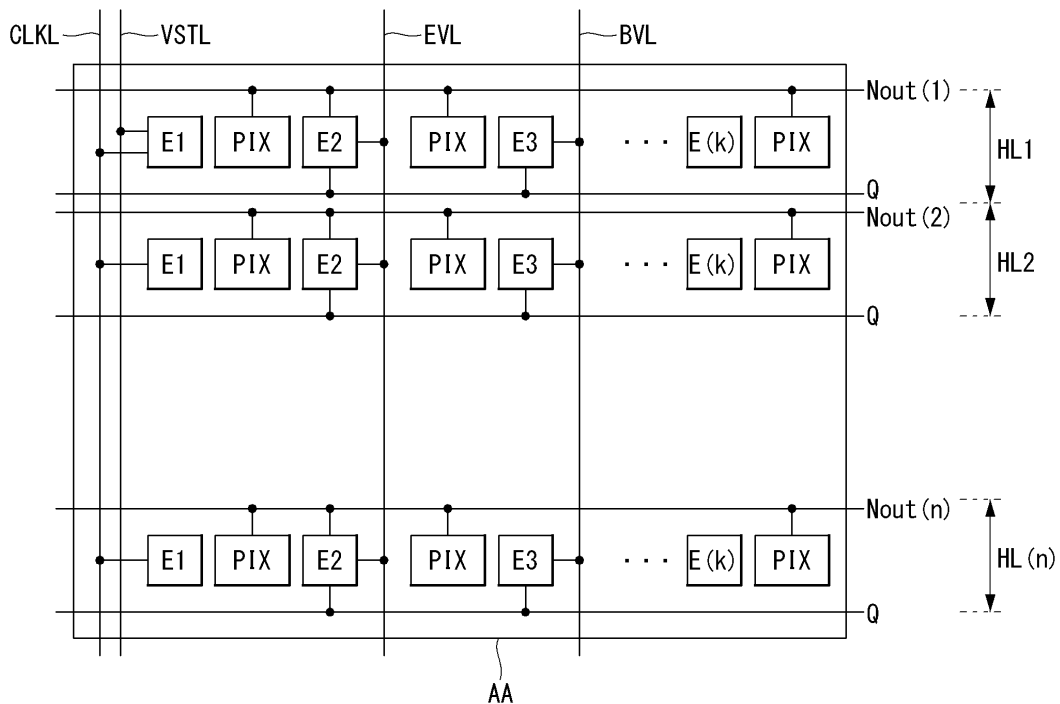 CLKL VSTL EVL BVL
Nout(1)
E1 PIX E2 PIX E3 ··· E(k) PIX
HL1
Q
Nout(2)
E1 PIX E2 PIX E3 ··· E(k) PIX
HL2
Q
Nout(n)
E1 PIX E2 PIX E3 ··· E(k) PIX
HL(n)
Q
AA